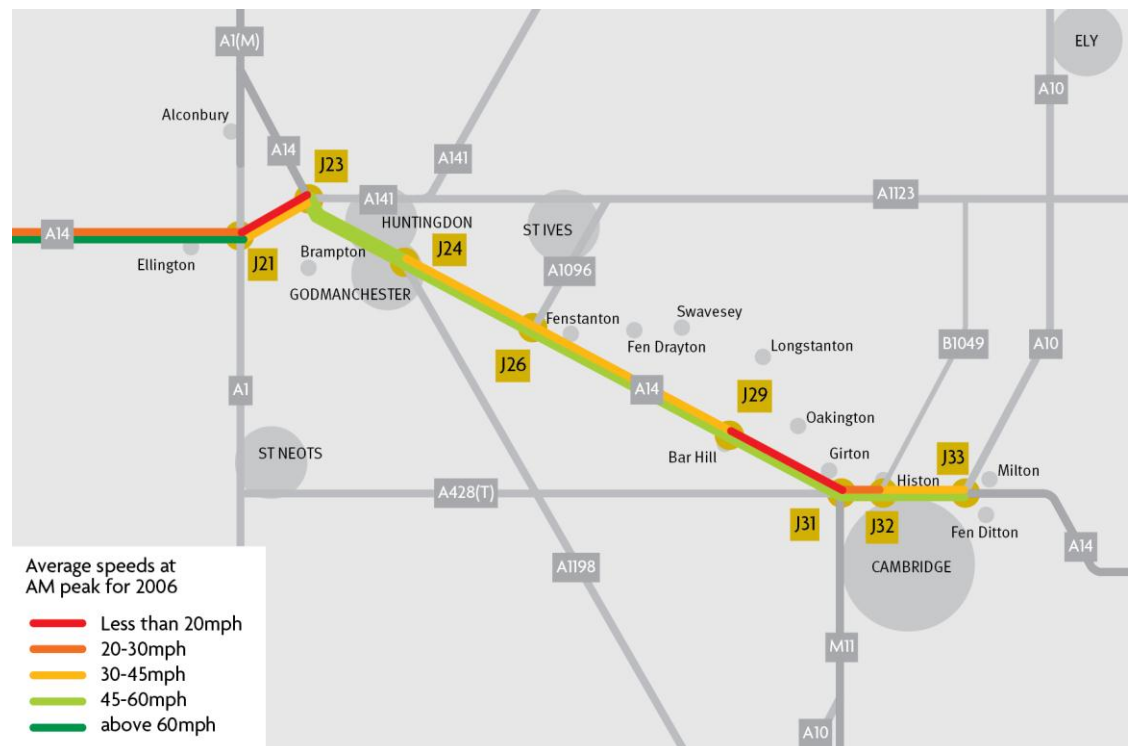 A1(M)
ELY
A10
Alconbury
A14
J23
A141
A141
A1123
HUNTINGDON
ST IVES
A14
J24
Brampton
Ellington
J21
A1096
GODMANCHESTER
Fenstanton
Swavesey
Fen Drayton
Longstanton
B1049
A10
J26
A1
A14
J29
Oakington
Bar Hill
Girton
ST NEOTS
J33
Milton
Histon
A428(T)
J31
J32
Fen Ditton
A14
A1198
CAMBRIDGE
M11
A10
Average speeds at
AM peak for 2006
Less than 20mph
20-30mph
30-45mph
45-60mph
above 60mph